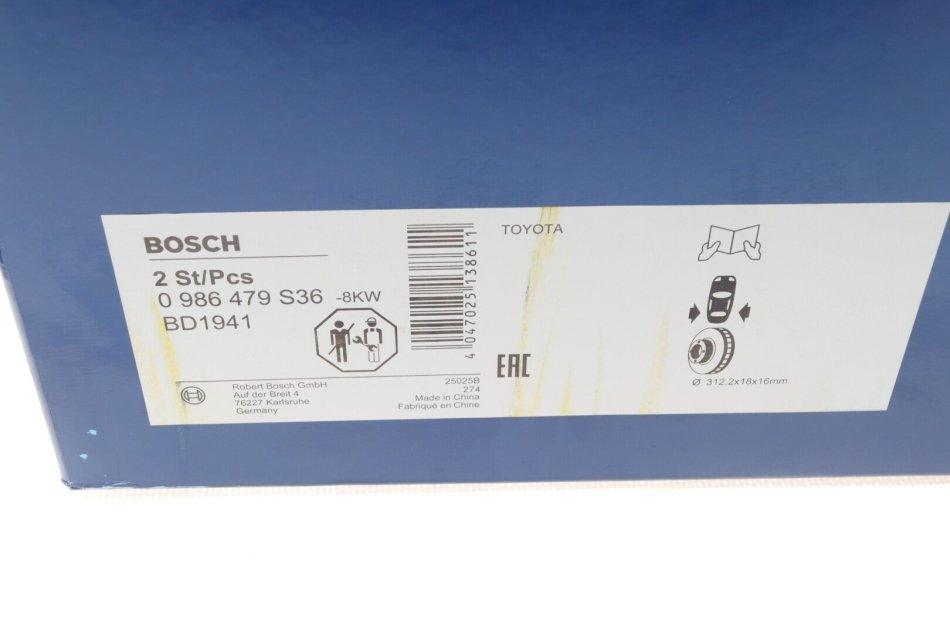 BOSCH
2 St/Pcs
0 986 479 S36 -8KW
BD1941
Robert Bosch GmbH
Auf der Breit 4
76227 Karlsruhe
Germany
25025B
274
Made in China
Fabriqué en Chine
4 047025 138611
TOYOTA
EAC
Ø 312.2x18x16mm